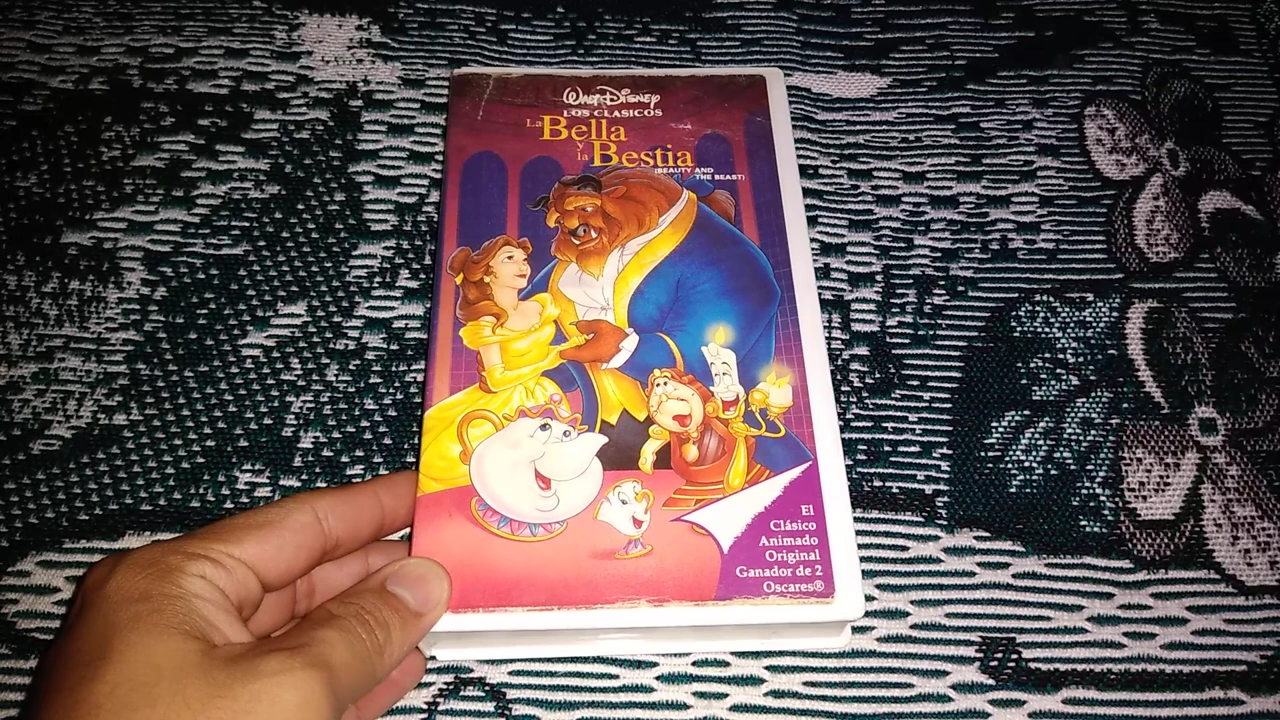 Walt Disney
LOS CLASICOS
La Bella
y
la Bestia
(BEAUTY AND
THE BEAST)
El
Clásico
Animado
Original
Ganador de 2
Oscares®